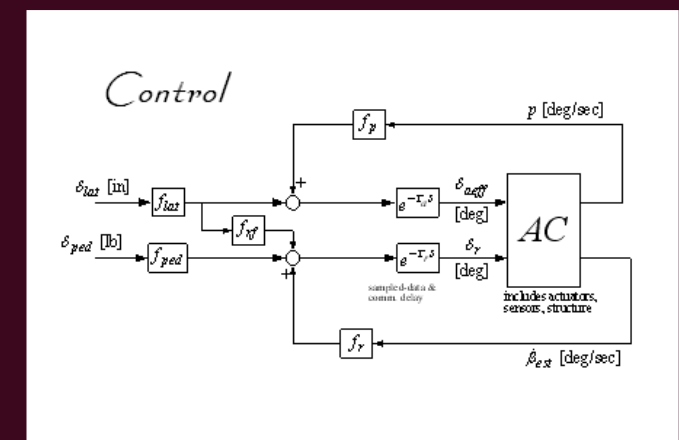 Control
p [deg/sec]
f_p
δ_lat [in]
f_lat
e^{-τ_a s}
δ_aeff
[deg]
AC
f_rf
δ_ped [lb]
f_ped
e^{-τ_r s}
δ_r
[deg]
sampled-data &
comm. delay
includes actuators,
sensors, structure
f_r
β̇_est [deg/sec]
+
+